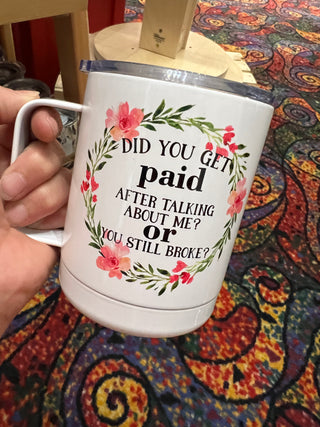 DID YOU GET
paid
AFTER TALKING
ABOUT ME?
or
YOU STILL BROKE?